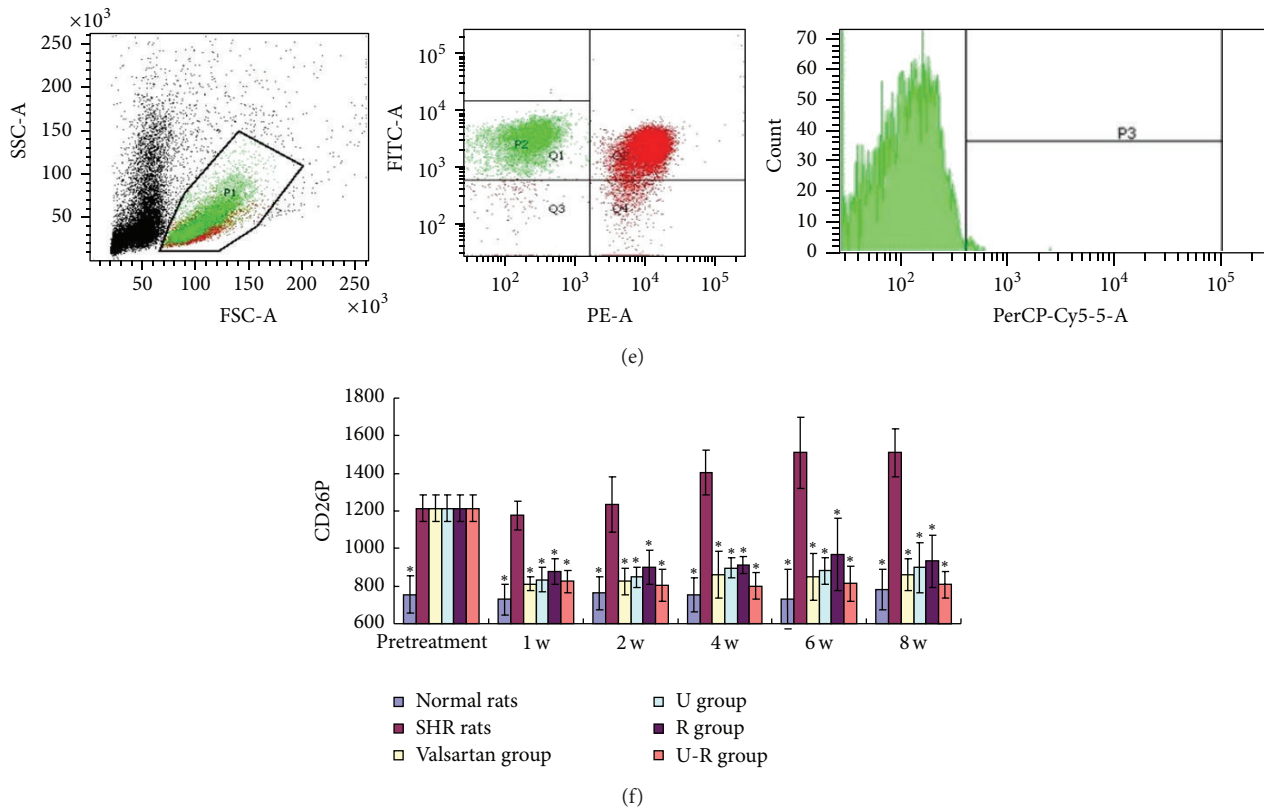 ×10³
250
200
150
100
50
SSC-A
P1
50 100 150 200 250
×10³
FSC-A
10⁵
10⁴
10³
10²
FITC-A
P2
Q1
Q3
Q4
10² 10³ 10⁴ 10⁵
PE-A
70
60
50
40
30
20
10
0
Count
P3
10² 10³ 10⁴ 10⁵
PerCP-Cy5-5-A
(e)
1800
1600
1400
1200
1000
800
600
CD26P
* * * * * * * * * * * * * * * * * * * * * * * * * *
Pretreatment 1 w 2 w 4 w 6 w 8 w
Normal rats
SHR rats
Valsartan group
U group
R group
U-R group
(f)